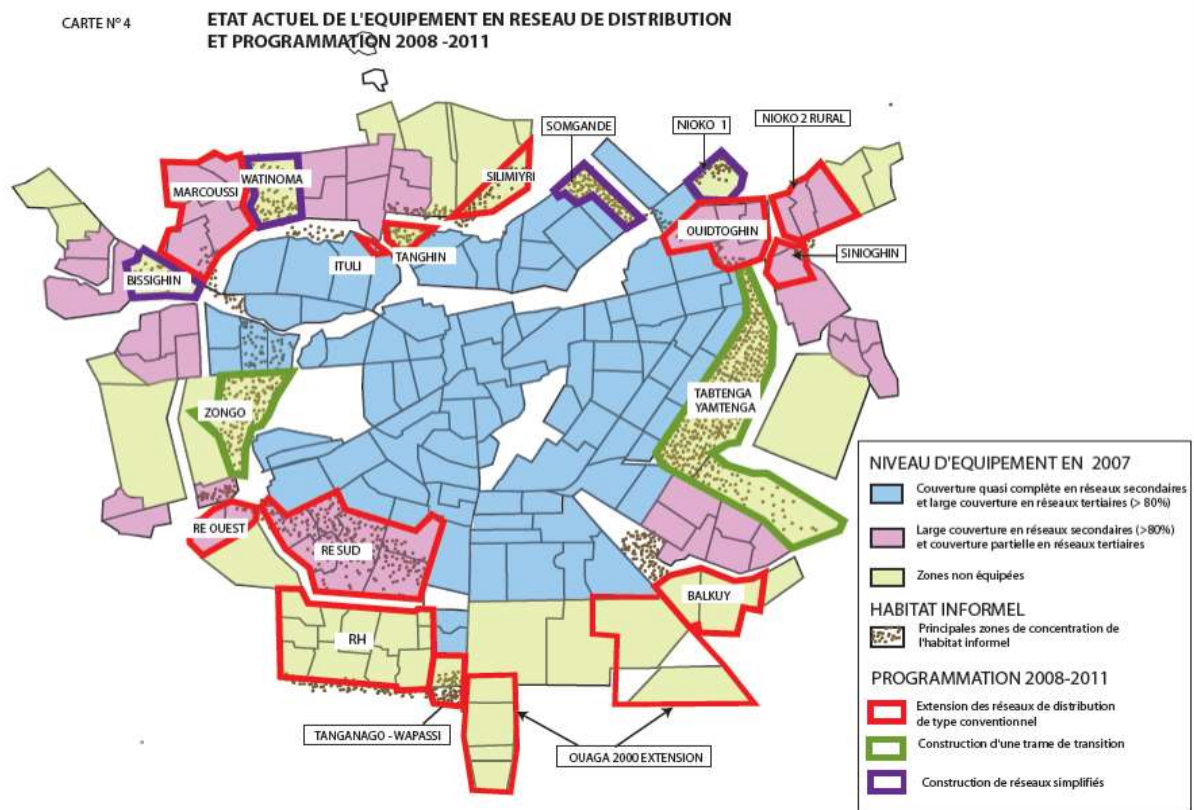 CARTE N° 4
ETAT ACTUEL DE L'EQUIPEMENT EN RESEAU DE DISTRIBUTION
ET PROGRAMMATION 2008 -2011
SOMGANDE
NIOKO 1
NIOKO 2 RURAL
WATINOMA
MARCOUSSI
SILIMIYRI
OUIDTOGHIN
TANGHIN
SINIOGHIN
ITULI
BISSIGHIN
TABTENGA
YAMTENGA
ZONGO
RE OUEST
RE SUD
BALKUY
RH
TANGANAGO - WAPASSI
OUAGA 2000 EXTENSION
NIVEAU D'EQUIPEMENT EN 2007
Couverture quasi complète en réseaux secondaires
et large couverture en réseaux tertiaires (> 80%)
Large couverture en réseaux secondaires (>80%)
et couverture partielle en réseaux tertiaires
Zones non équipées
HABITAT INFORMEL
Principales zones de concentration de
l'habitat informel
PROGRAMMATION 2008-2011
Extension des réseaux de distribution
de type conventionnel
Construction d'une trame de transition
Construction de réseaux simplifiés